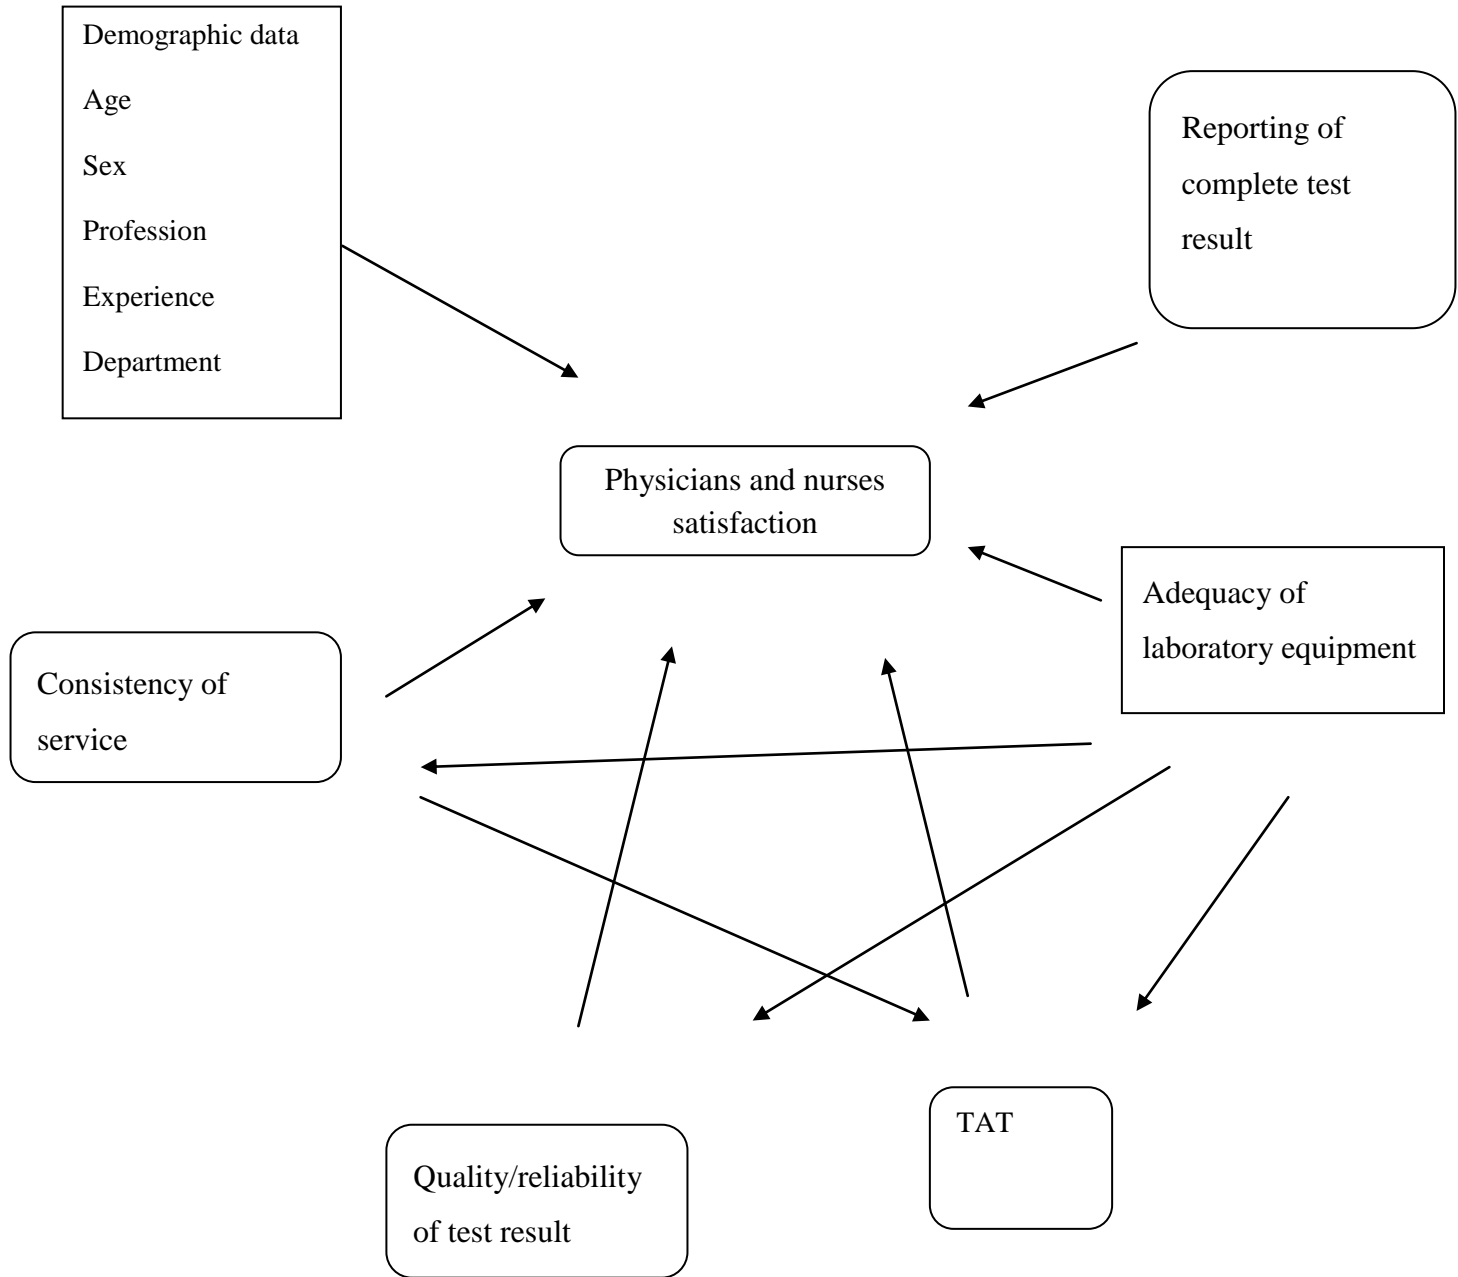 Demographic data
Age
Sex
Profession
Experience
Department
Reporting of
complete test
result
Physicians and nurses
satisfaction
Adequacy of
laboratory equipment
Consistency of
service
TAT
Quality/reliability
of test result